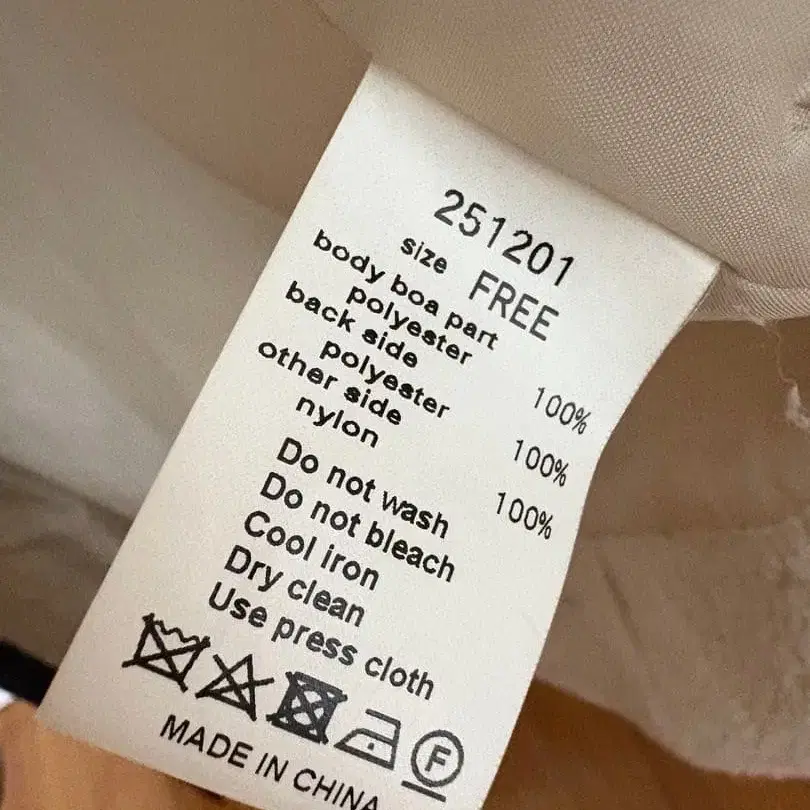 251201
size FREE
body boa part
polyester 100%
back side
polyester 100%
other side
nylon 100%
Do not wash
Do not bleach
Cool iron
Dry clean
Use press cloth
F
MADE IN CHINA